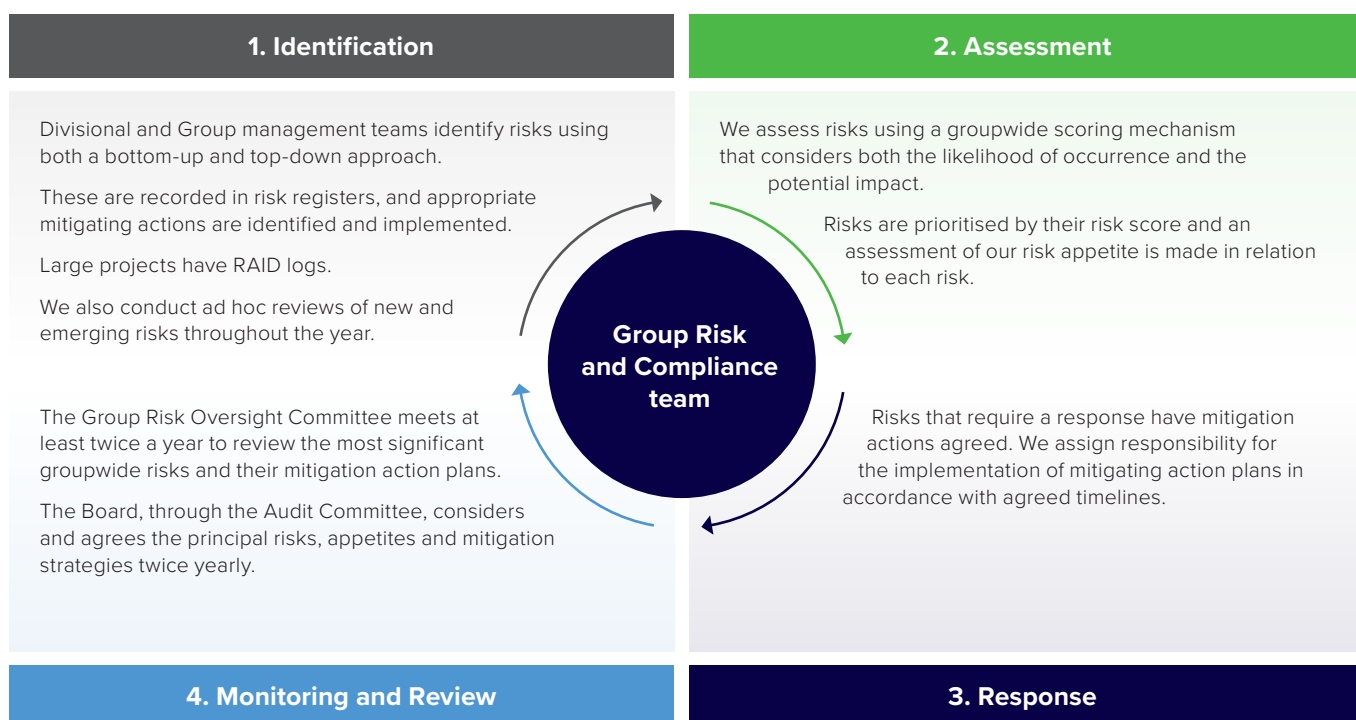 1. Identification
Divisional and Group management teams identify risks using
both a bottom-up and top-down approach.
These are recorded in risk registers, and appropriate
mitigating actions are identified and implemented.
Large projects have RAID logs.
We also conduct ad hoc reviews of new and
emerging risks throughout the year.
2. Assessment
We assess risks using a groupwide scoring mechanism
that considers both the likelihood of occurrence and the
potential impact.
Risks are prioritised by their risk score and an
assessment of our risk appetite is made in relation
to each risk.
Group Risk
and Compliance
team
Risks that require a response have mitigation
actions agreed. We assign responsibility for
the implementation of mitigating action plans in
accordance with agreed timelines.
3. Response
The Group Risk Oversight Committee meets at
least twice a year to review the most significant
groupwide risks and their mitigation action plans.
The Board, through the Audit Committee, considers
and agrees the principal risks, appetites and mitigation
strategies twice yearly.
4. Monitoring and Review